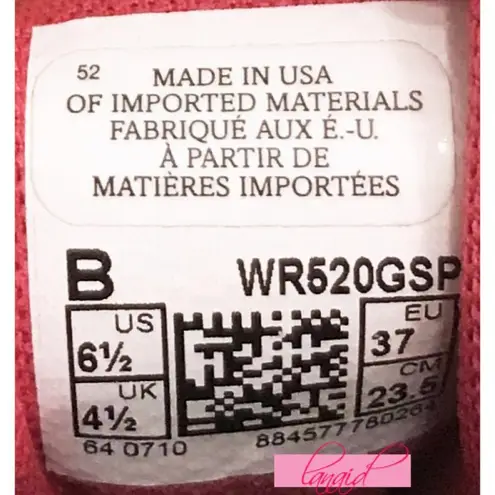 52
MADE IN USA
OF IMPORTED MATERIALS
FABRIQUÉ AUX É.-U.
À PARTIR DE
MATIÈRES IMPORTÉES
B WR520GSP
US
6½
UK
4½
EU
37
CM
23.5
64 0710
884577780264
lanaid